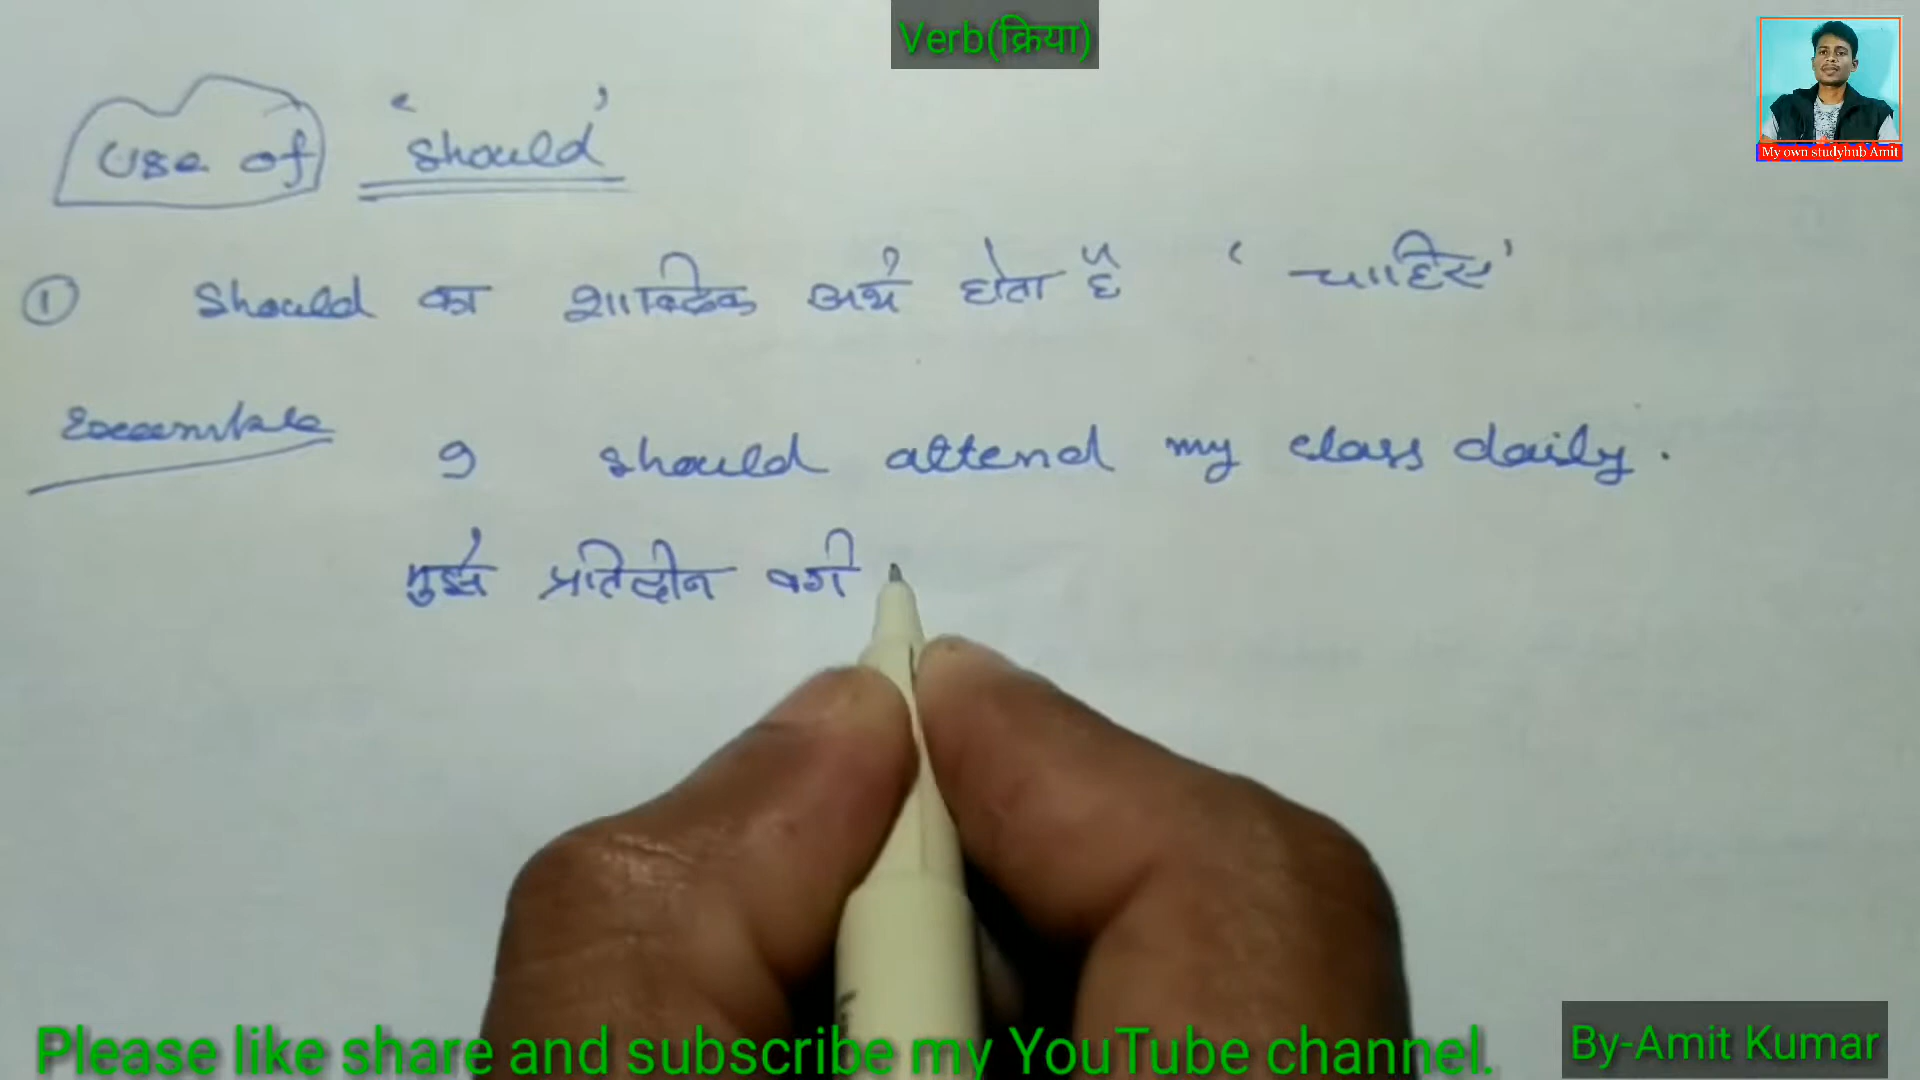 Verb(क्रिया)
My own studyhub Amit
Use of 'should'
① Should का शाब्दिक अर्थ होता है 'चाहिए'
Example
I should attend my class daily.
मुझे प्रतिदीन वर्ग
Please like share and subscribe my YouTube channel.
By-Amit Kumar